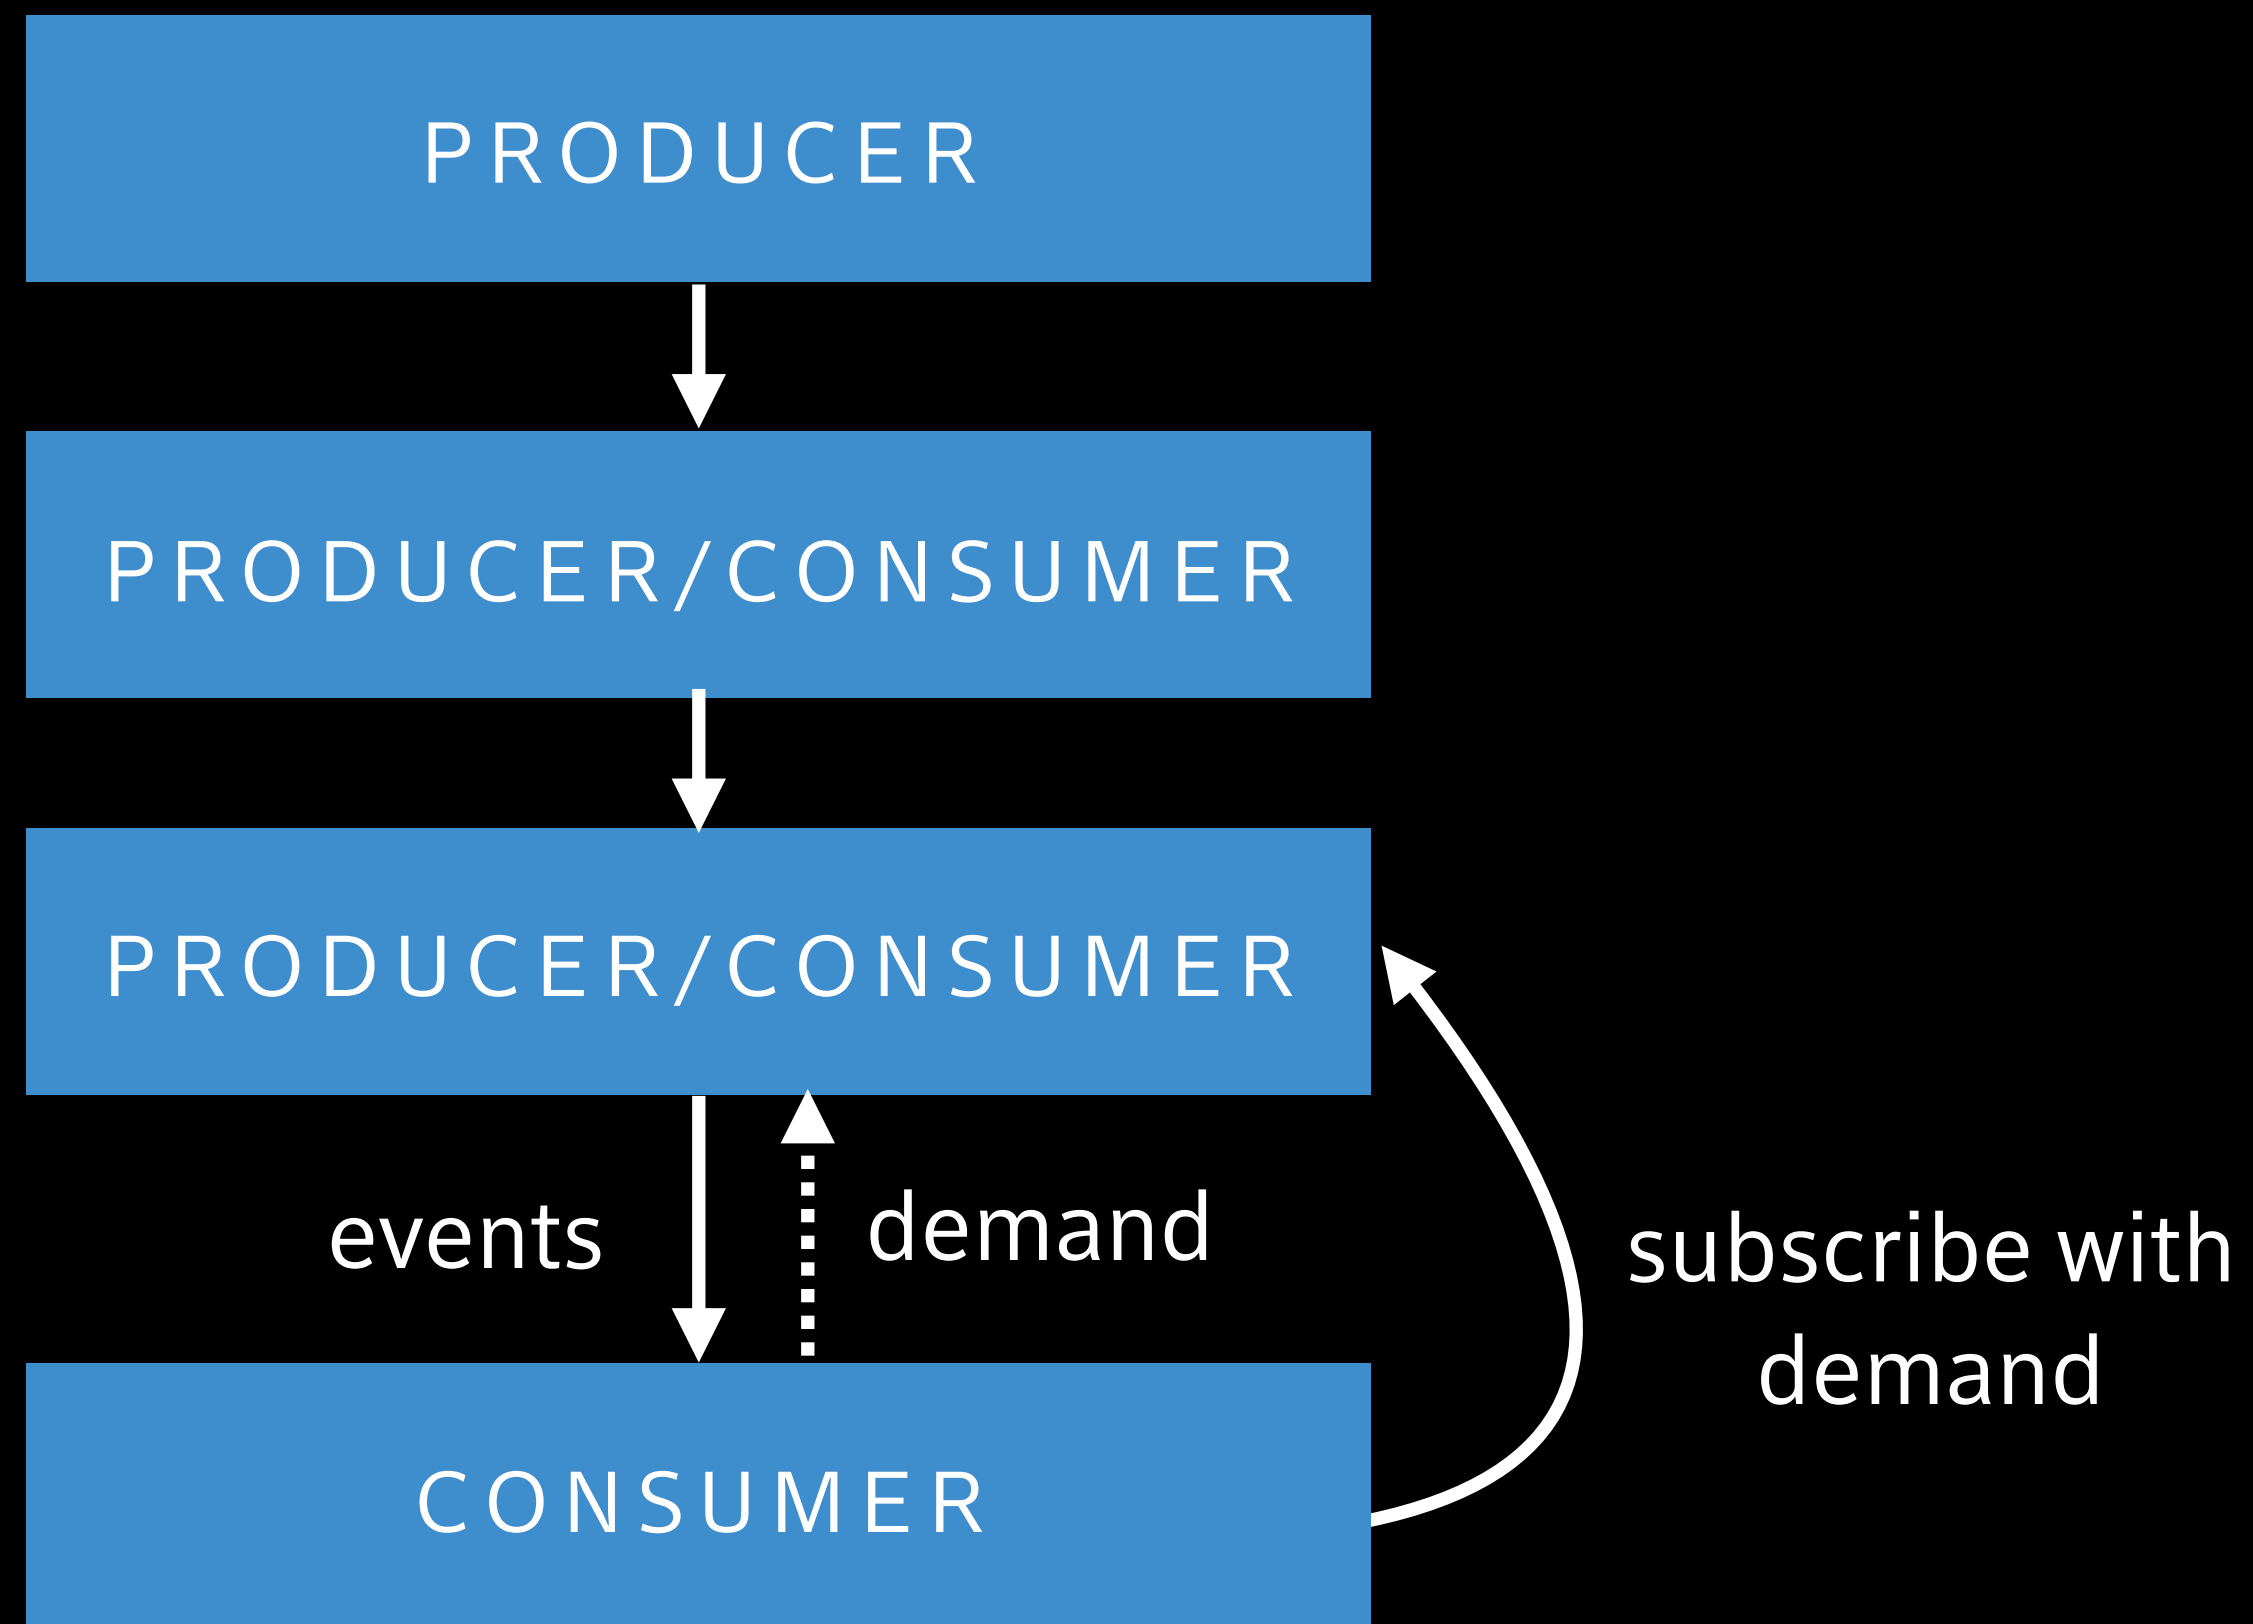 PRODUCER
PRODUCER/CONSUMER
PRODUCER/CONSUMER
events
demand
subscribe with
demand
CONSUMER